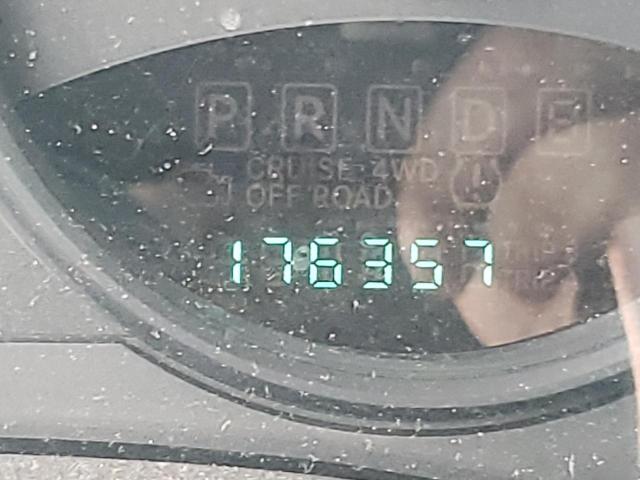 P R N D E
CRUISE 4WD
OFF ROAD
176357